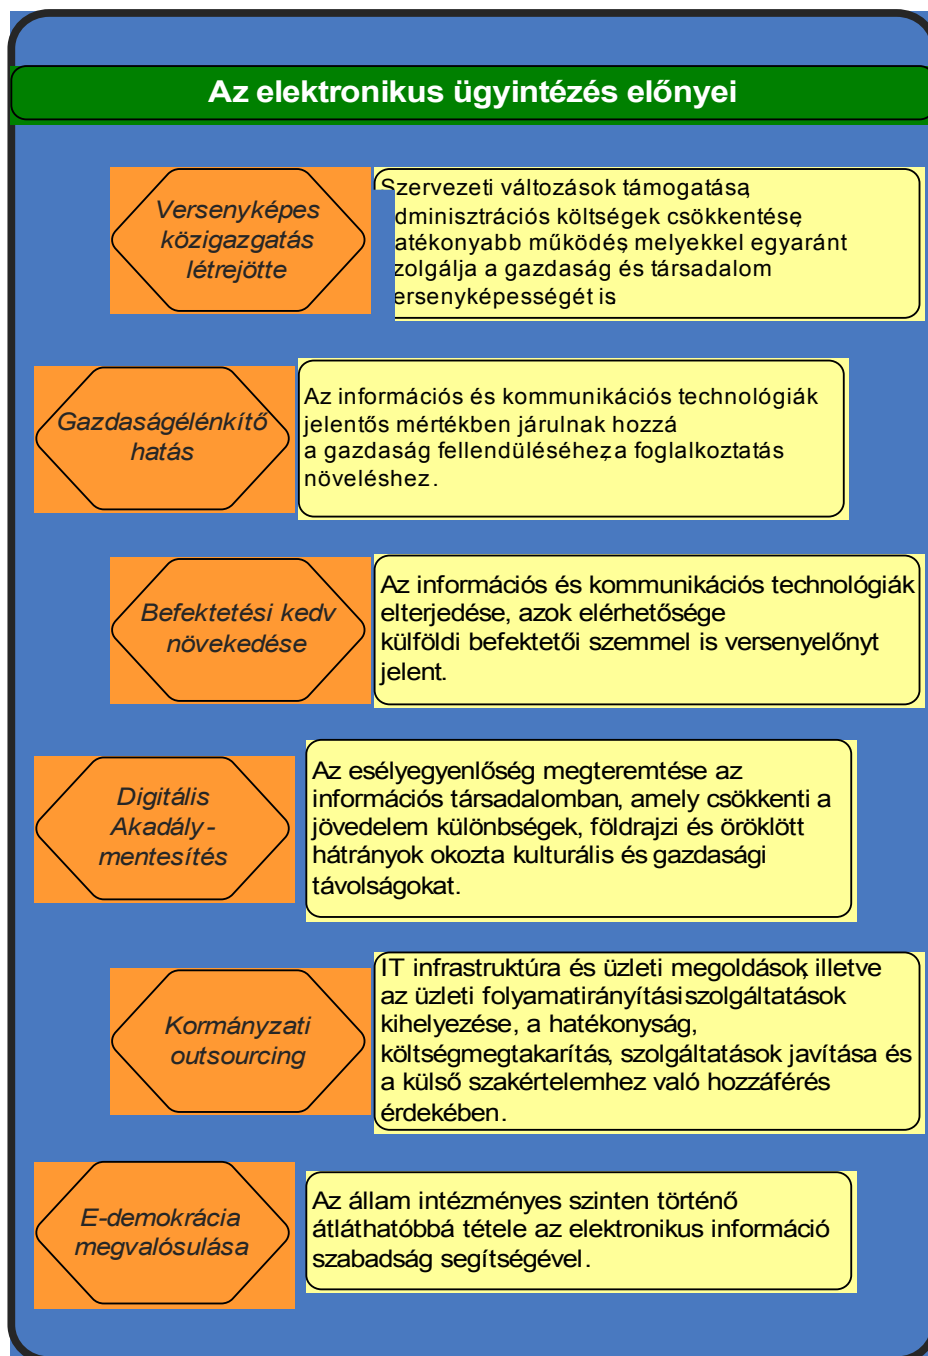 Az elektronikus ügyintézés előnyei
Versenyképes
közigazgatás
létrejötte
Szervezeti változások támogatása,
dminisztrációs költségek csökkentése,
atékonyabb működés, melyekkel egyaránt
zolgálja a gazdaság és társadalom
ersenyképességét is
Gazdaságélénkítő
hatás
Az információs és kommunikációs technológiák
jelentős mértékben járulnak hozzá
a gazdaság fellendüléséhez, a foglalkoztatás
növeléshez.
Befektetési kedv
növekedése
Az információs és kommunikációs technológiák
elterjedése, azok elérhetősége
külföldi befektetői szemmel is versenyelőnyt
jelent.
Digitális
Akadály-
mentesítés
Az esélyegyenlőség megteremtése az
információs társadalomban, amely csökkenti a
jövedelem különbségek, földrajzi és öröklött
hátrányok okozta kulturális és gazdasági
távolságokat.
Kormányzati
outsourcing
IT infrastruktúra és üzleti megoldások, illetve
az üzleti folyamatirányítási szolgáltatások
kihelyezése, a hatékonyság,
költségmegtakarítás, szolgáltatások javítása és
a külső szakértelemhez való hozzáférés
érdekében.
E-demokrácia
megvalósulása
Az állam intézményes szinten történő
átláthatóbbá tétele az elektronikus információ
szabadság segítségével.